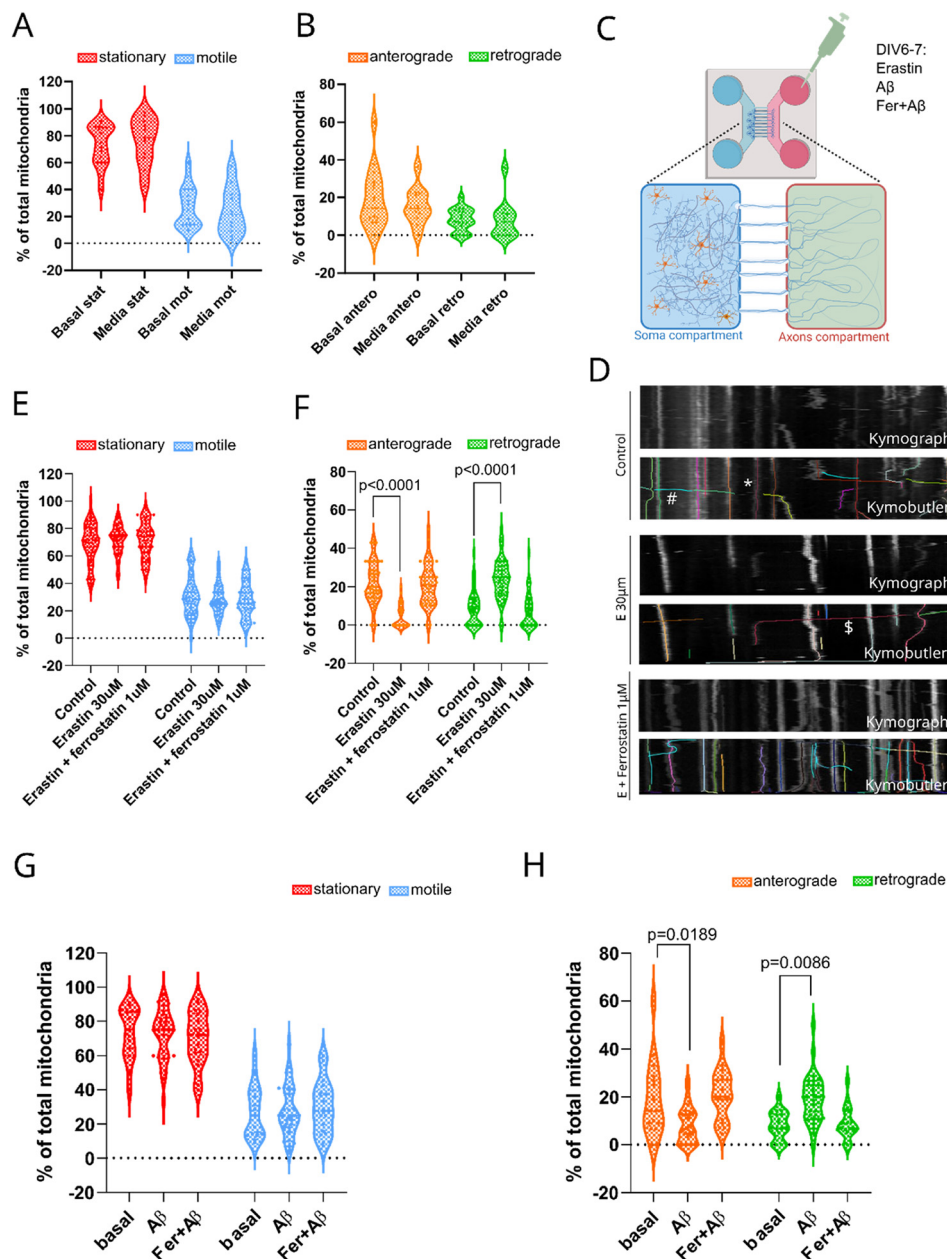 A
stationary motile
% of total mitochondria
120
100
80
60
40
20
0
-20
Basal stat
Media stat
Basal mot
Media mot
B
anterograde retrograde
% of total mitochondria
80
60
40
20
0
-20
Basal antero
Media antero
Basal retro
Media retro
C
DIV6-7:
Erastin
Aβ
Fer+Aβ
Soma compartment
Axons compartment
D
Control
Kymograph
# *
Kymobutler
E 30µm
Kymograph
$
Kymobutler
E + Ferrostatin 1µM
Kymograph
Kymobutler
E
stationary motile
% of total mitochondria
120
100
80
60
40
20
0
-20
Control
Erastin 30uM
Erastin + ferrostatin 1uM
Control
Erastin 30uM
Erastin + ferrostatin 1uM
F
anterograde retrograde
% of total mitochondria
80
60
40
20
0
-20
p<0.0001
p<0.0001
Control
Erastin 30uM
Erastin + ferrostatin 1uM
Control
Erastin 30uM
Erastin + ferrostatin 1uM
G
stationary motile
% of total mitochondria
120
100
80
60
40
20
0
-20
basal
Aβ
Fer+Aβ
basal
Aβ
Fer+Aβ
H
anterograde retrograde
% of total mitochondria
80
60
40
20
0
-20
p=0.0189
p=0.0086
basal
Aβ
Fer+Aβ
basal
Aβ
Fer+Aβ